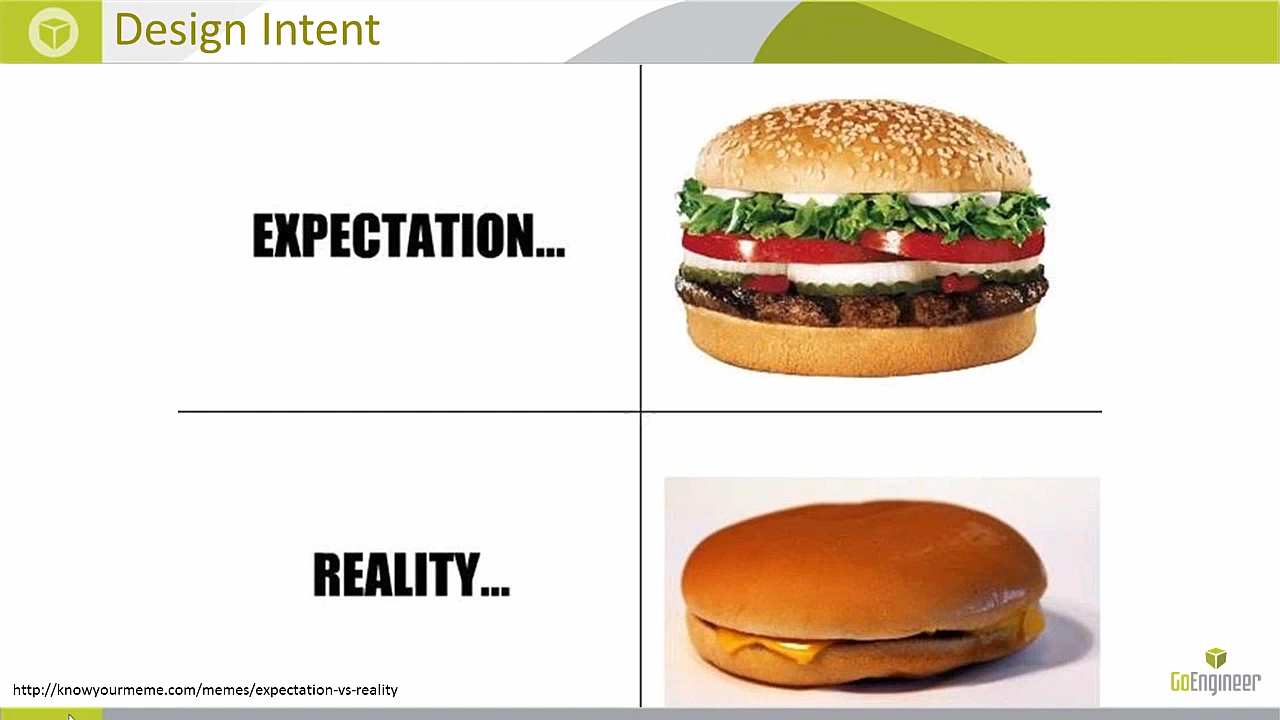 Design Intent
EXPECTATION...
REALITY...
http://knowyourmeme.com/memes/expectation-vs-reality
GoEngineer